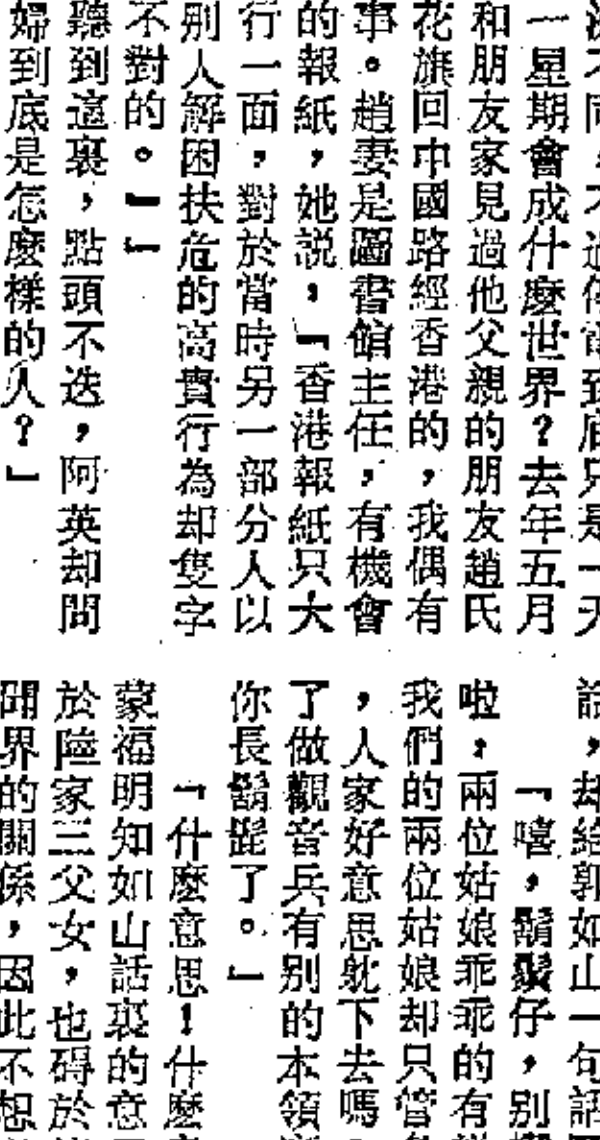 一星期會成什麼世界？去年五月
和朋友家見過他父親的朋友趙氏
花旗回中國路經香港的，我偶有
事。趙妻是圖書館主任，有機會
的報紙，她説，「香港報紙只大
行一面，對於當時另一部分人以
别人解困扶危的高貴行為却隻字
不對的。」」
聽到這裏，點頭不迭，阿英却問
婦到底是怎麼樣的人？」
話，却給郭如山一句話
「嘻，鬍鬚仔，别
啦，兩位姑娘乖乖的有
我們的兩位姑娘却只管
，人家好意思躭下去嗎
了做觀音兵有别的本領
你長鬍髭了。」
「什麼意思！什麼
蒙福明知如山話裏的意
於陸家三父女，也碍於
界的關係，因此不想